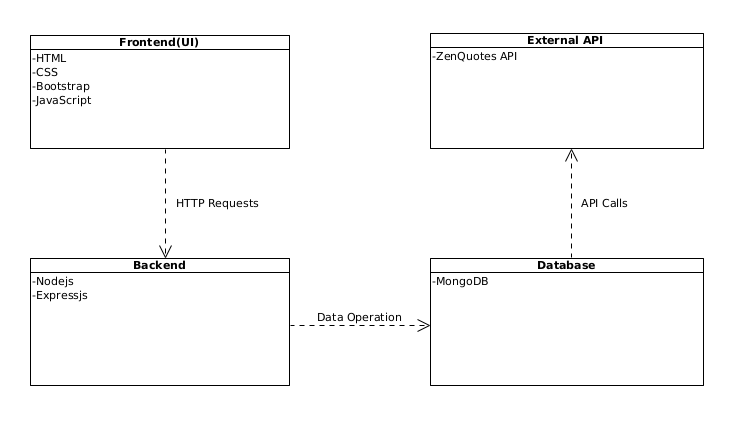 Frontend(UI)
-HTML
-CSS
-Bootstrap
-JavaScript
External API
-ZenQuotes API
HTTP Requests
API Calls
Backend
-Nodejs
-Expressjs
Data Operation
Database
-MongoDB